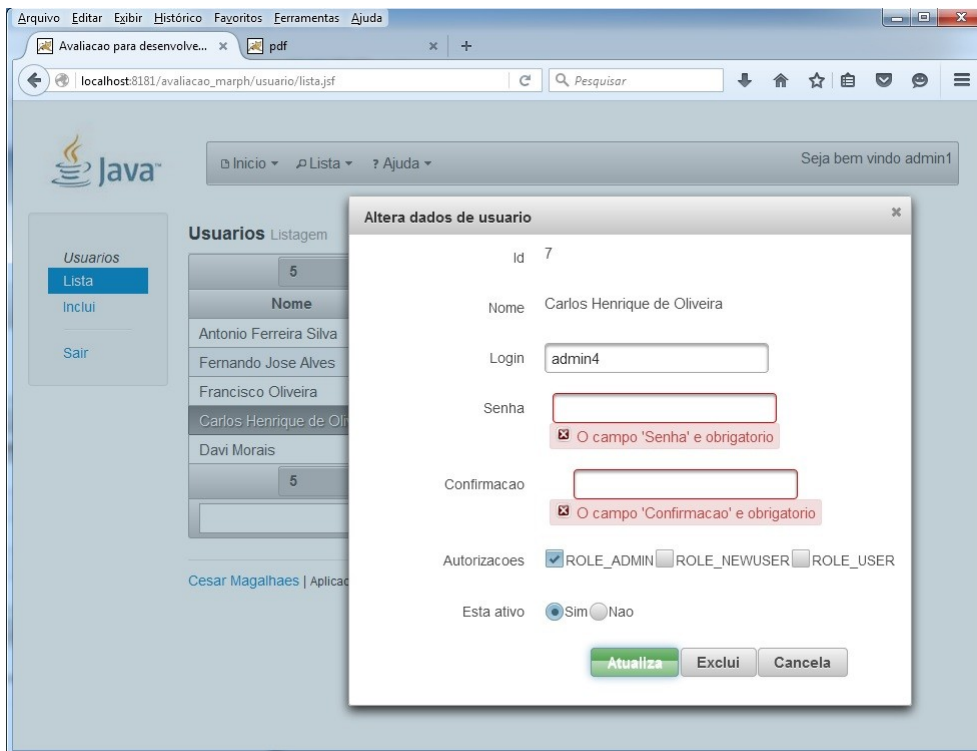 Arquivo Editar Exibir Histórico Favoritos Ferramentas Ajuda
Avaliacao para desenvolve... × pdf × +
localhost:8181/avaliacao_marph/usuario/lista.jsf Pesquisar
Java™ Inicio Lista ? Ajuda Seja bem vindo admin1
Usuarios
Lista
Inclui
Sair
Usuarios Listagem
5
Nome
Antonio Ferreira Silva
Fernando Jose Alves
Francisco Oliveira
Carlos Henrique de Oli
Davi Morais
5
Cesar Magalhaes | Aplicac
Altera dados de usuario
Id 7
Nome Carlos Henrique de Oliveira
Login admin4
Senha
O campo 'Senha' e obrigatorio
Confirmacao
O campo 'Confirmacao' e obrigatorio
Autorizacoes ROLE_ADMIN ROLE_NEWUSER ROLE_USER
Esta ativo Sim Nao
Atualiza Exclui Cancela